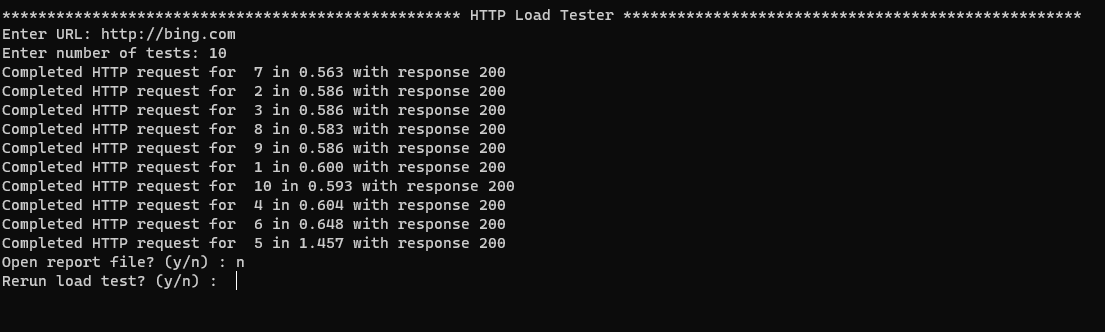 *************************************************** HTTP Load Tester ***************************************************
Enter URL: http://bing.com
Enter number of tests: 10
Completed HTTP request for  7 in 0.563 with response 200
Completed HTTP request for  2 in 0.586 with response 200
Completed HTTP request for  3 in 0.586 with response 200
Completed HTTP request for  8 in 0.583 with response 200
Completed HTTP request for  9 in 0.586 with response 200
Completed HTTP request for  1 in 0.600 with response 200
Completed HTTP request for  10 in 0.593 with response 200
Completed HTTP request for  4 in 0.604 with response 200
Completed HTTP request for  6 in 0.648 with response 200
Completed HTTP request for  5 in 1.457 with response 200
Open report file? (y/n) : n
Rerun load test? (y/n) :